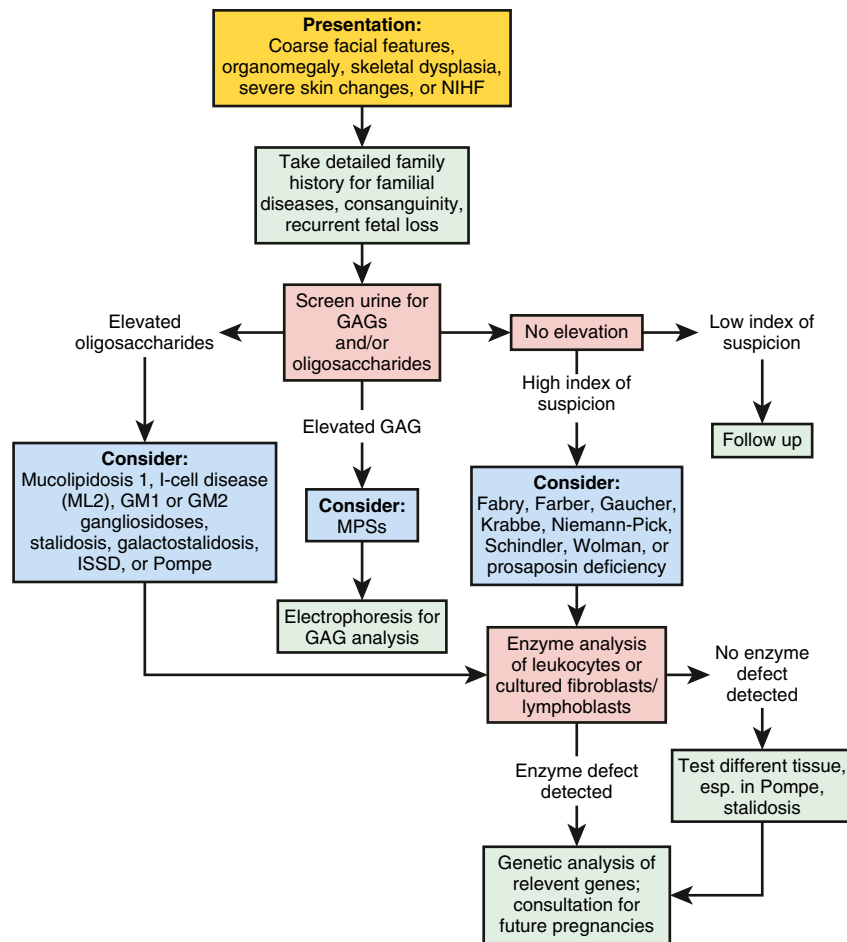 Presentation:
Coarse facial features,
organomegaly, skeletal dysplasia,
severe skin changes, or NIHF
Take detailed family
history for familial
diseases, consanguinity,
recurrent fetal loss
Screen urine for
GAGs
and/or
oligosaccharides
Elevated
oligosaccharides
No elevation
Low index of
suspicion
High index of
suspicion
Elevated GAG
Follow up
Consider:
Mucolipidosis 1, I-cell disease
(ML2), GM1 or GM2
gangliosidoses,
stalidosis, galactostalidosis,
ISSD, or Pompe
Consider:
MPSs
Consider:
Fabry, Farber, Gaucher,
Krabbe, Niemann-Pick,
Schindler, Wolman, or
prosaposin deficiency
Electrophoresis for
GAG analysis
Enzyme analysis
of leukocytes or
cultured fibroblasts/
lymphoblasts
No enzyme
defect
detected
Enzyme defect
detected
Test different tissue,
esp. in Pompe,
stalidosis
Genetic analysis of
relevent genes;
consultation for
future pregnancies